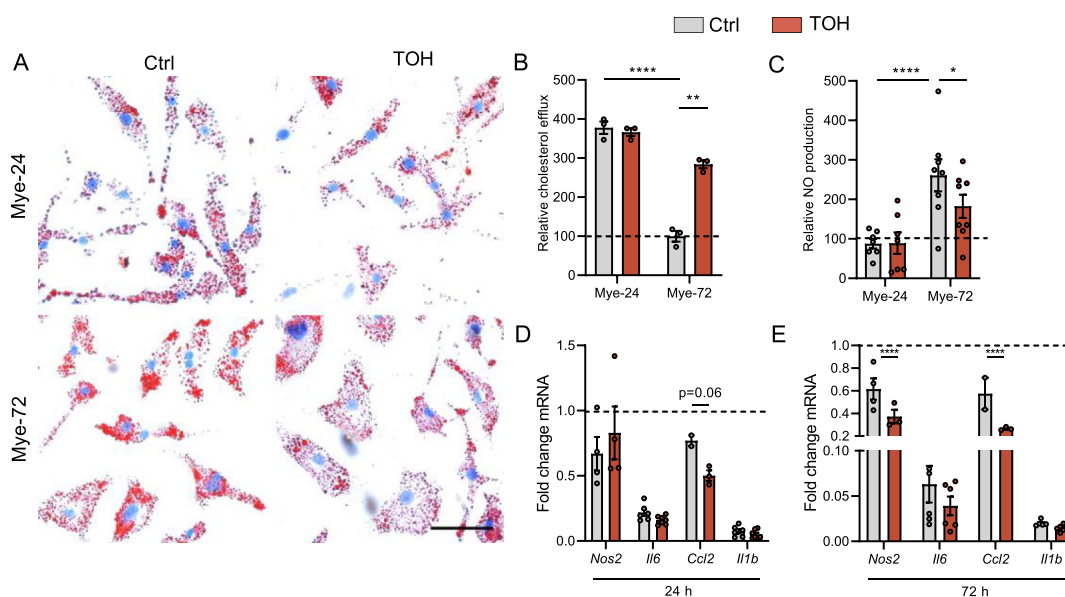 Ctrl TOH
A
Ctrl TOH
Mye-24
Mye-72
B
Relative cholesterol efflux
500
400
300
200
100
0
****
**
Mye-24 Mye-72
C
Relative NO production
500
400
300
200
100
0
**** *
Mye-24 Mye-72
D
Fold change mRNA
1.5
1.0
0.5
0.0
p=0.06
Nos2 Il6 Ccl2 Il1b
24 h
E
Fold change mRNA
1.0
0.8
0.6
0.4
0.2
0.10
0.05
0.00
**** ****
Nos2 Il6 Ccl2 Il1b
72 h